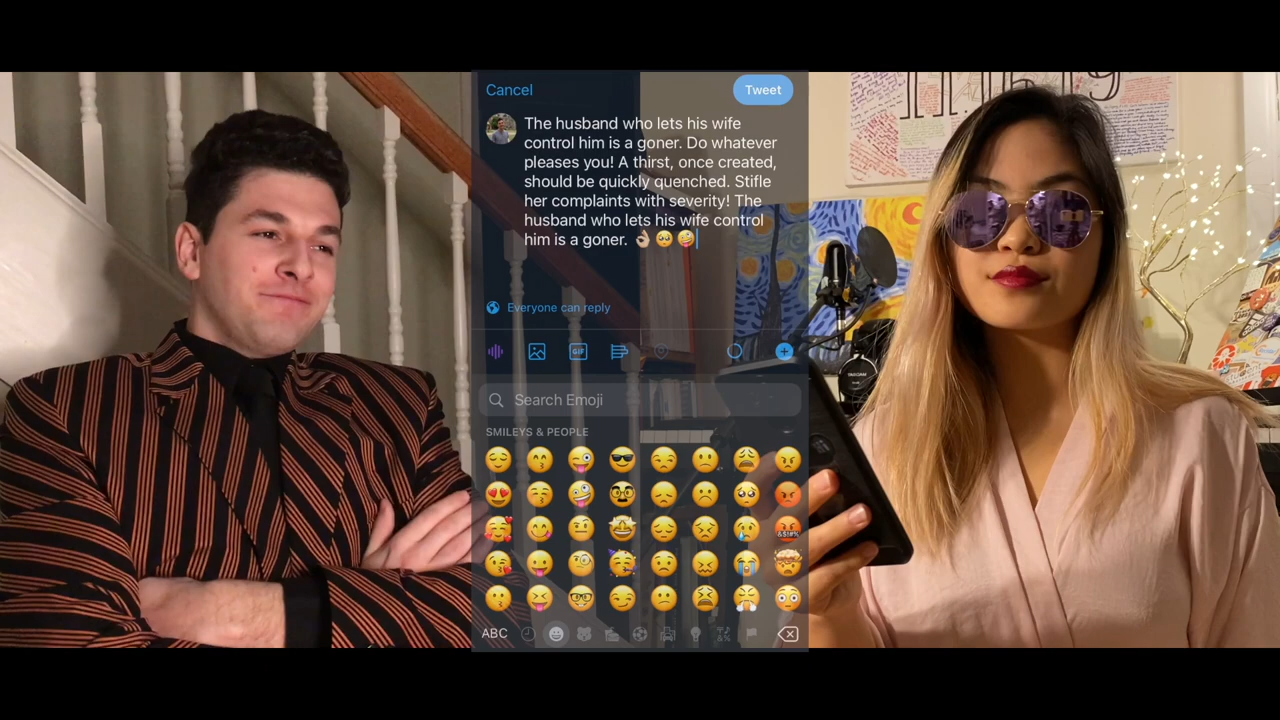 Cancel
Tweet
The husband who lets his wife
control him is a goner. Do whatever
pleases you! A thirst, once created,
should be quickly quenched. Stifle
her complaints with severity! The
husband who lets his wife control
him is a goner. 👌🏼 🥺 🤪
Everyone can reply
GIF
Search Emoji
SMILEYS & PEOPLE
ABC